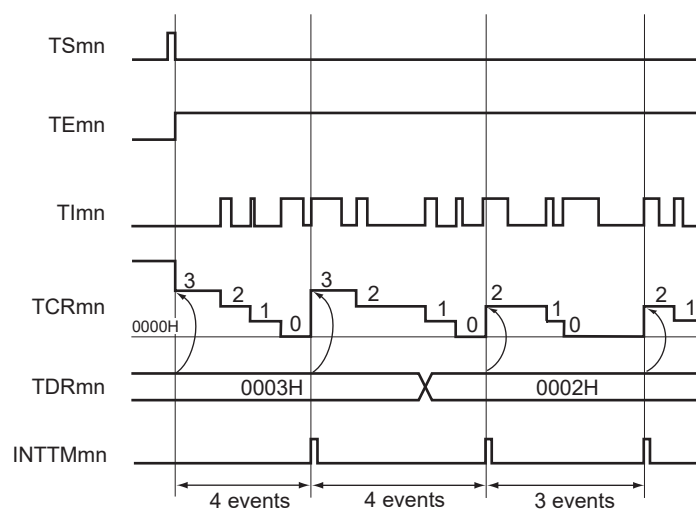 TSmn
TEmn
TImn
TCRmn
3
2
1
0
3
2
1
0
2
1
0
2
1
0000H
TDRmn
0003H
0002H
INTTMmn
4 events
4 events
3 events